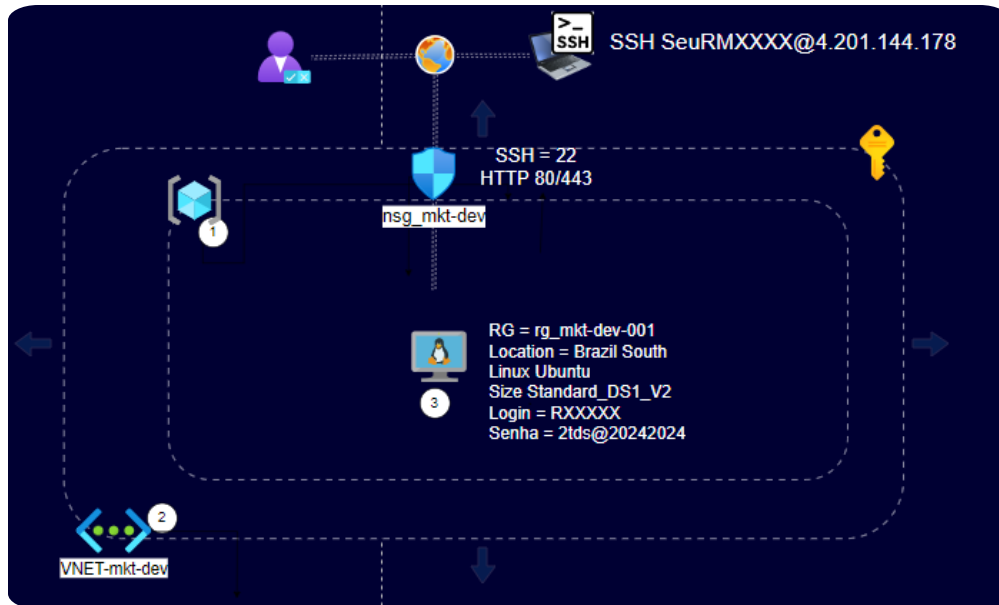 >_
SSH
SSH SeuRMXXXX@4.201.144.178
SSH = 22
HTTP 80/443
nsg_mkt-dev
1
RG = rg_mkt-dev-001
Location = Brazil South
Linux Ubuntu
Size Standard_DS1_V2
Login = RXXXXX
Senha = 2tds@20242024
3
2
VNET-mkt-dev